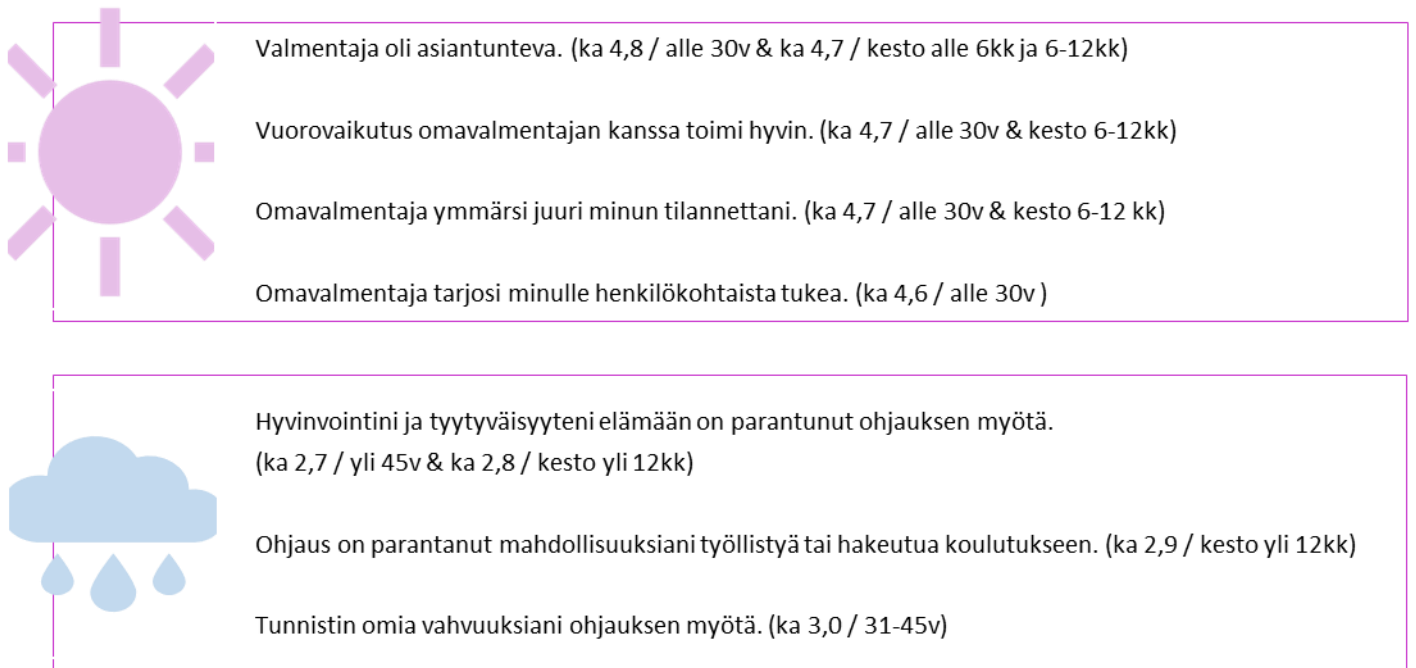 Valmentaja oli asiantunteva. (ka 4,8 / alle 30v & ka 4,7 / kesto alle 6kk ja 6-12kk)
Vuorovaikutus omavalmentajan kanssa toimi hyvin. (ka 4,7 / alle 30v & kesto 6-12kk)
Omavalmentaja ymmärsi juuri minun tilannettani. (ka 4,7 / alle 30v & kesto 6-12 kk)
Omavalmentaja tarjosi minulle henkilökohtaista tukea. (ka 4,6 / alle 30v )
Hyvinvointini ja tyytyväisyyteni elämään on parantunut ohjauksen myötä.
(ka 2,7 / yli 45v & ka 2,8 / kesto yli 12kk)
Ohjaus on parantanut mahdollisuuksiani työllistyä tai hakeutua koulutukseen. (ka 2,9 / kesto yli 12kk)
Tunnistin omia vahvuuksiani ohjauksen myötä. (ka 3,0 / 31-45v)